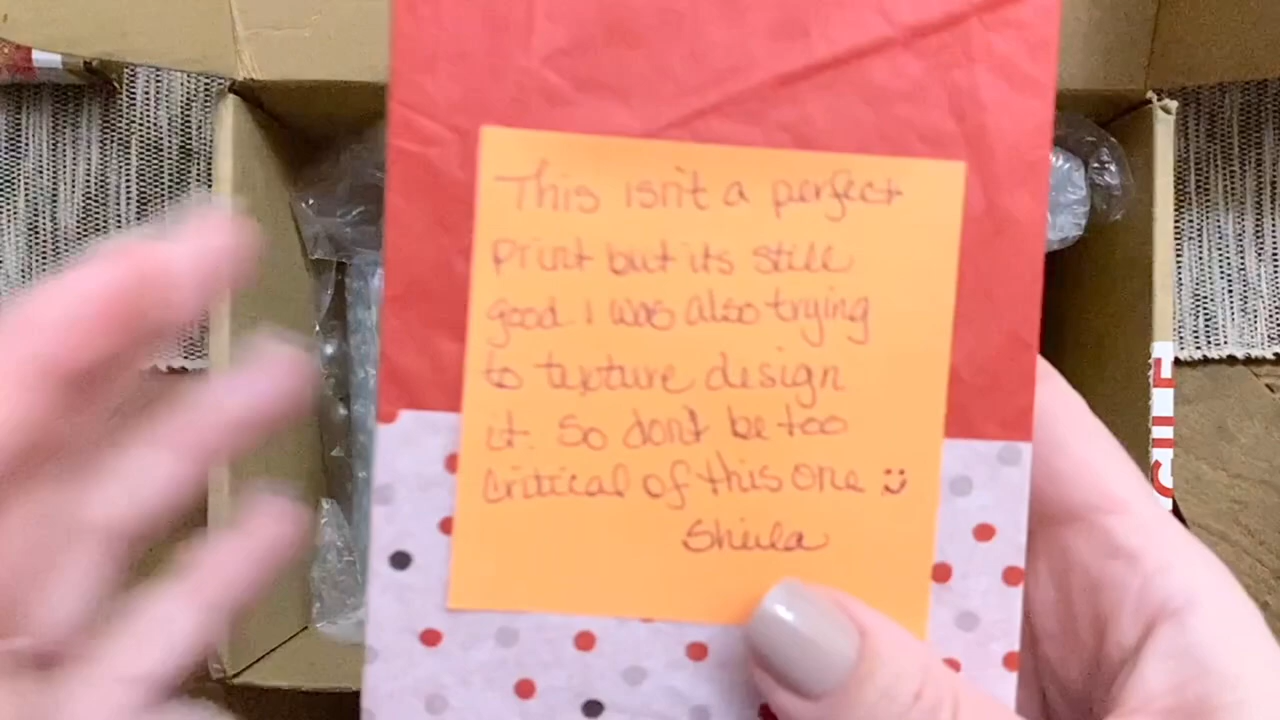 This isn't a perfect
print but its still
good. I was also trying
to texture design
it. So don't be too
critical of this one :)
Sheila